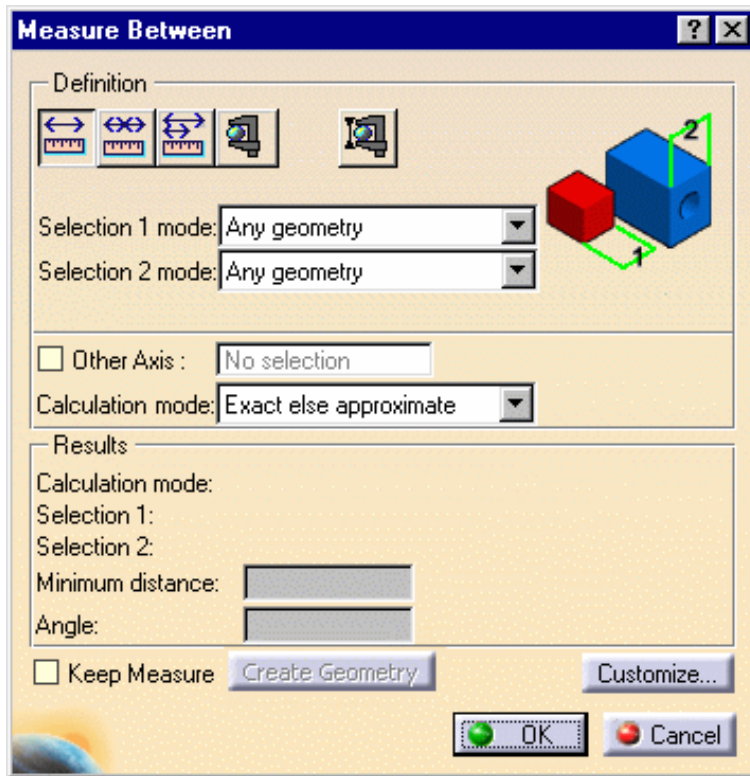 Measure Between
Definition
2
1
Selection 1 mode: Any geometry
Selection 2 mode: Any geometry
Other Axis : No selection
Calculation mode: Exact else approximate
Results
Calculation mode:
Selection 1:
Selection 2:
Minimum distance:
Angle:
Keep Measure Create Geometry Customize...
OK Cancel